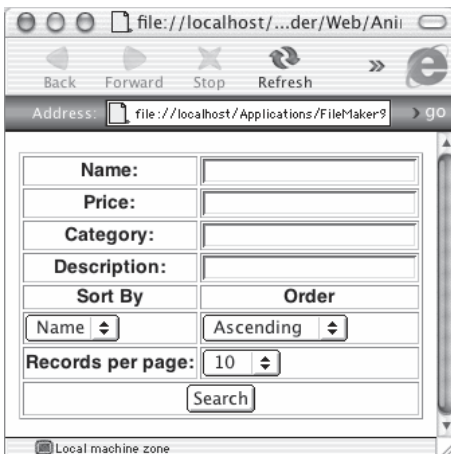 file://localhost/...der/Web/Ani
Back Forward Stop Refresh »
Address: file://localhost/Applications/FileMaker9 › go
Name:
Price:
Category:
Description:
Sort By Order
Name Ascending
Records per page: 10
Search
Local machine zone